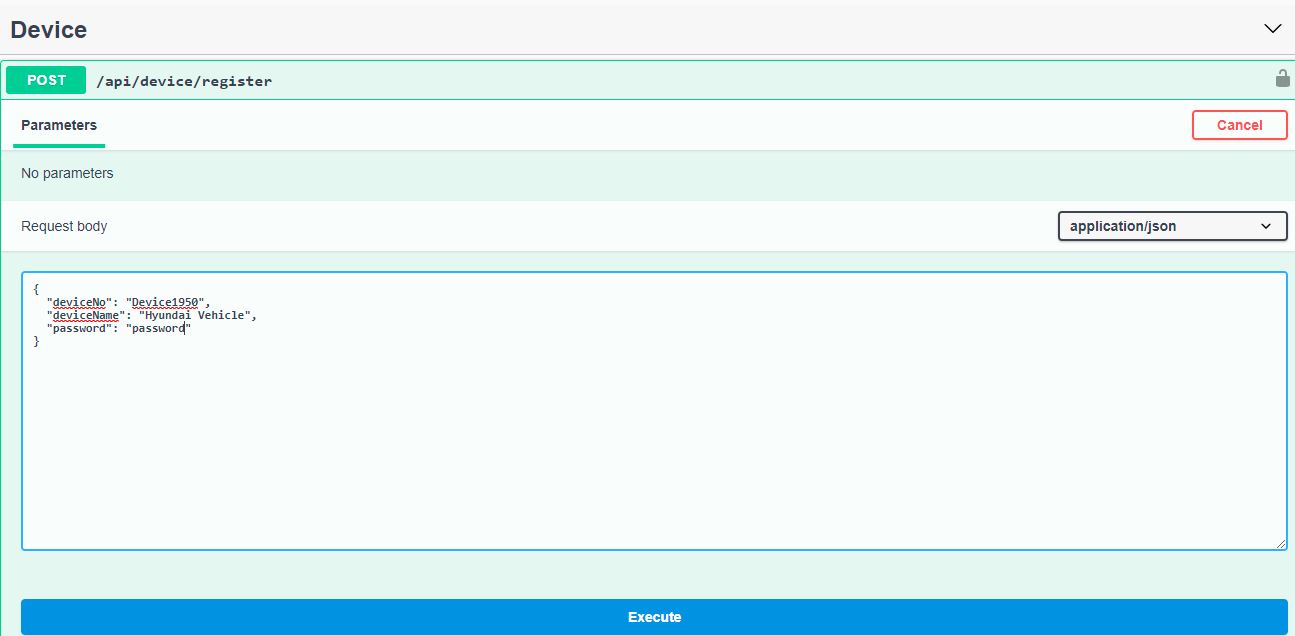 Device
POST /api/device/register
Parameters
Cancel
No parameters
Request body
application/json
{
"deviceNo": "Device1950",
"deviceName": "Hyundai Vehicle",
"password": "password"
}
Execute